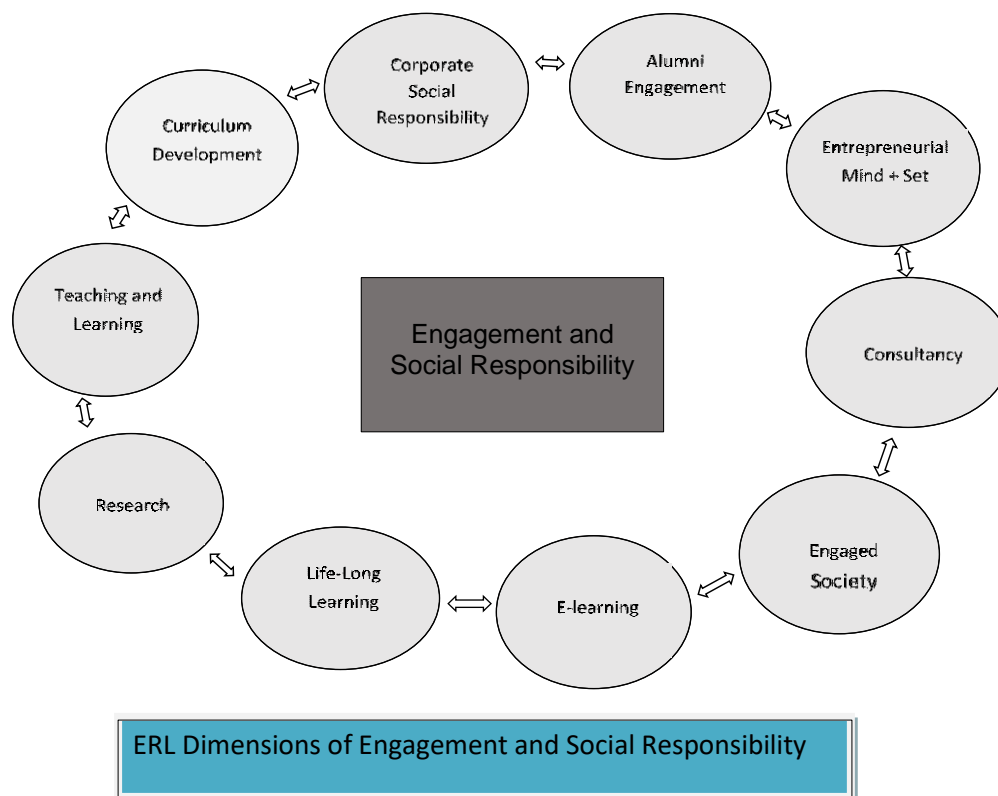 Corporate
Social
Responsibility
Alumni
Engagement
Curriculum
Development
Entrepreneurial
Mind + Set
Teaching and
Learning
Engagement and
Social Responsibility
Consultancy
Research
Engaged
Society
Life-Long
Learning
E-learning
ERL Dimensions of Engagement and Social Responsibility